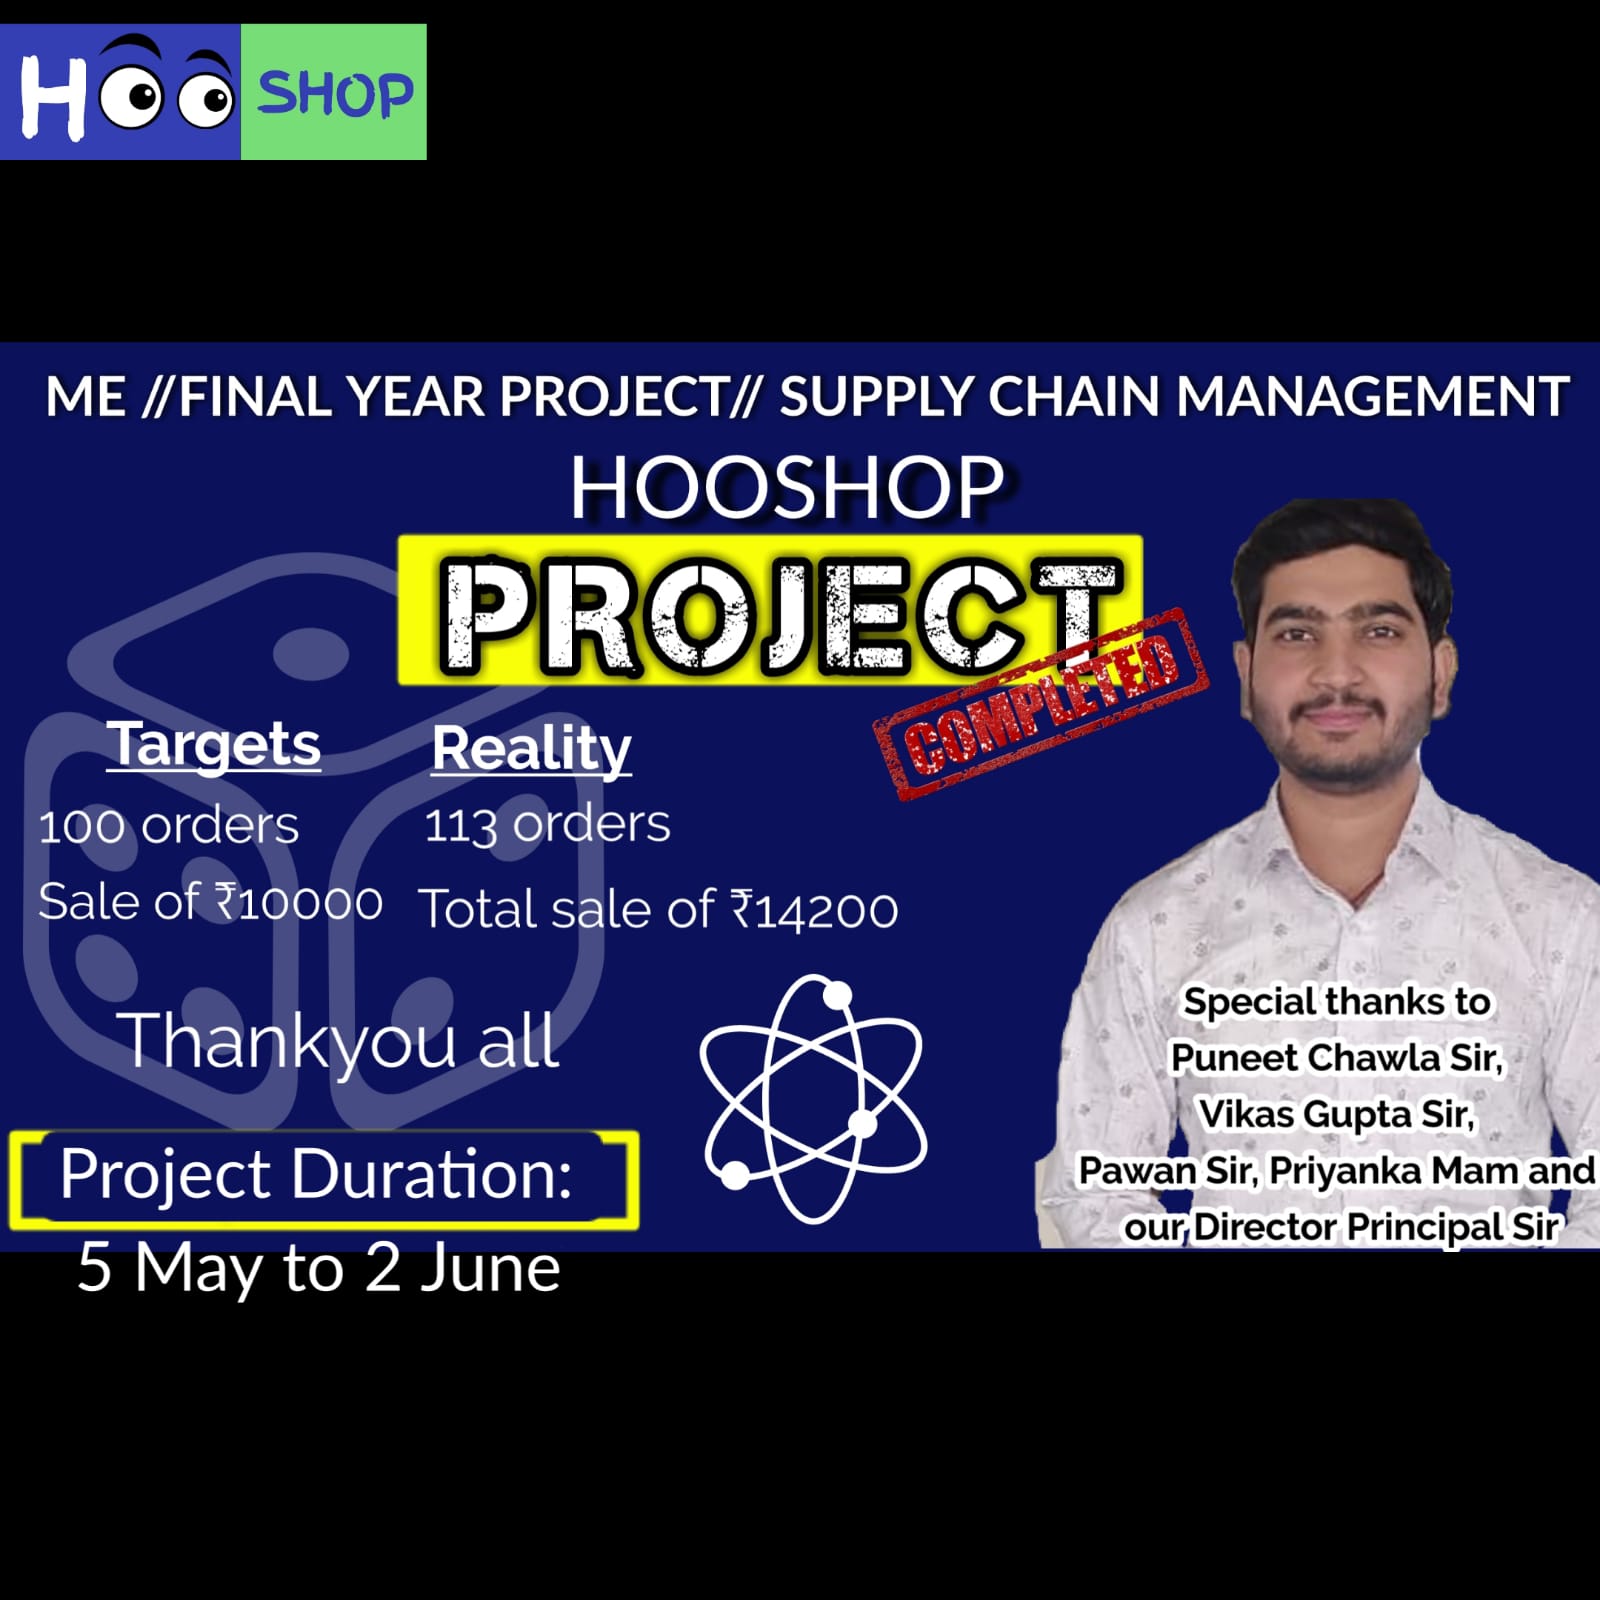 HOO SHOP
ME //FINAL YEAR PROJECT// SUPPLY CHAIN MANAGEMENT
HOOSHOP
PROJECT
COMPLETED
Targets
100 orders
Sale of ₹10000
Reality
113 orders
Total sale of ₹14200
Thankyou all
Project Duration:
5 May to 2 June
Special thanks to
Puneet Chawla Sir,
Vikas Gupta Sir,
Pawan Sir, Priyanka Mam and
our Director Principal Sir